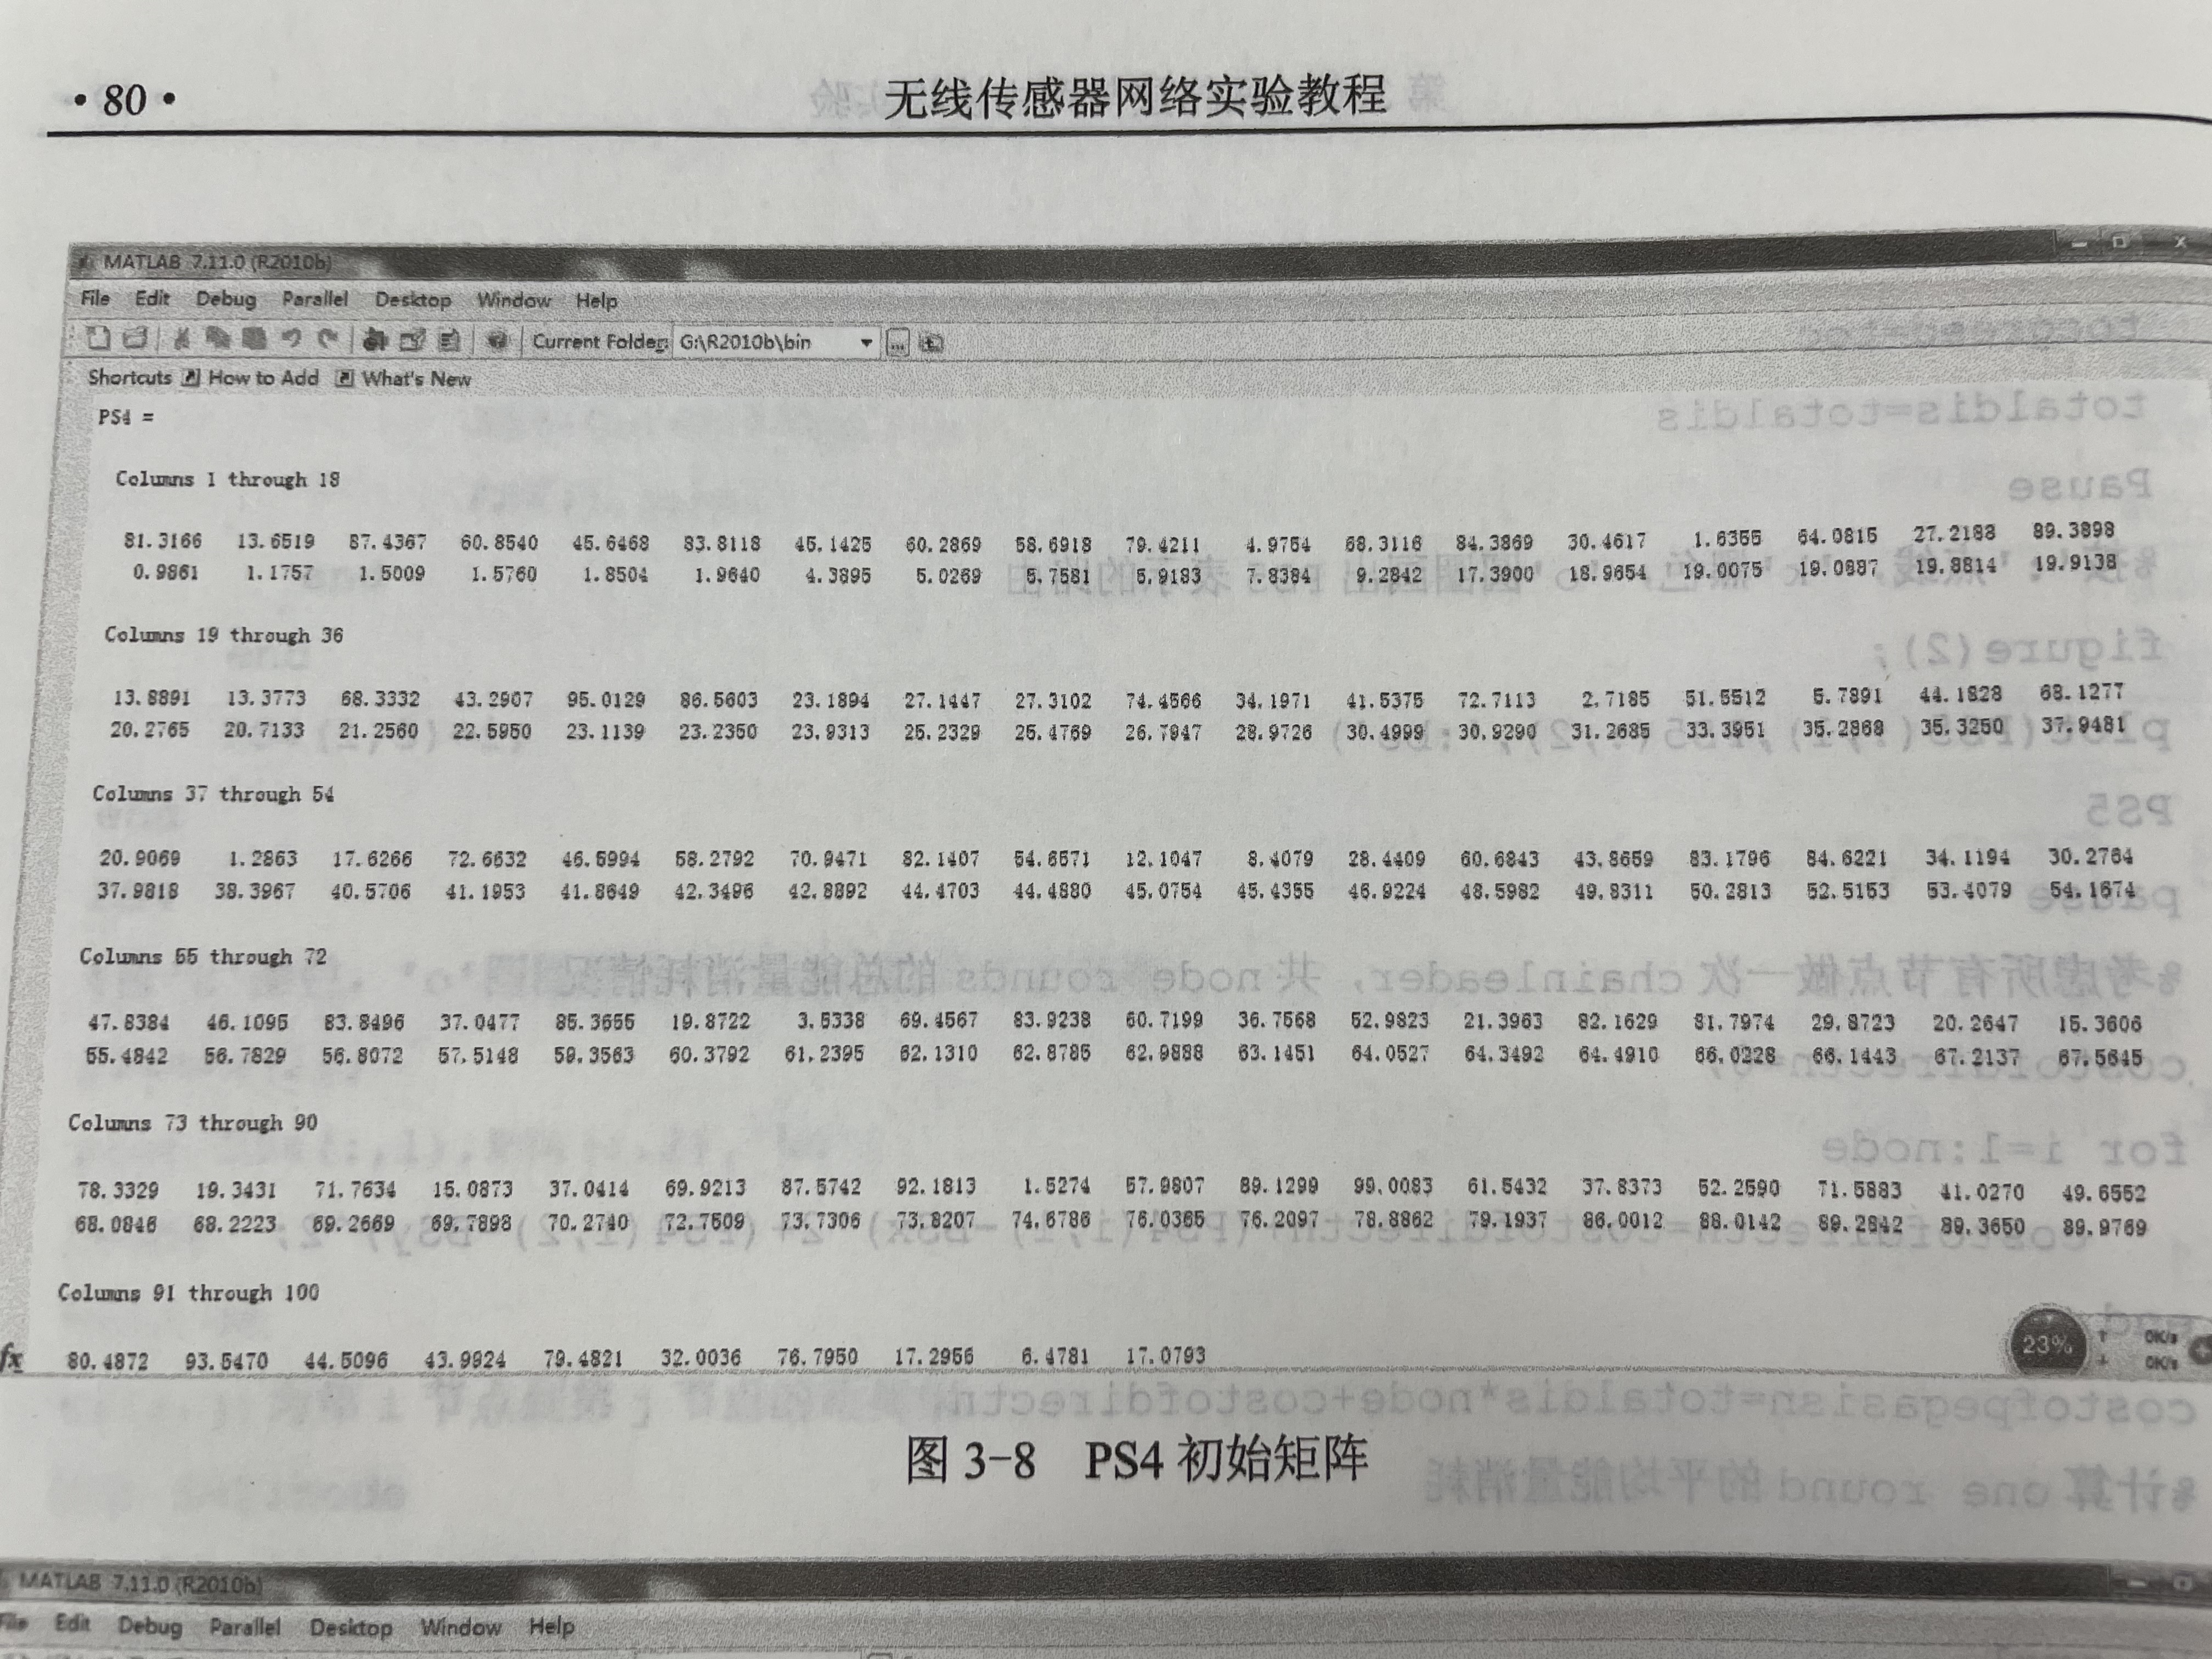 • 80 •
无线传感器网络实验教程
MATLAB 7.11.0 (R2010b)
File Edit Debug Parallel Desktop Window Help
Current Folder: G:\R2010b\bin
Shortcuts How to Add What's New
PS4 =
Columns 1 through 18
81.3166 13.6519 87.4367 60.8540 45.6468 83.8118 45.1425 60.2869 58.6918 79.4211 4.9754 68.3116 84.3869 30.4617 1.6355 64.0815 27.2188 89.3898
0.9861 1.1757 1.5009 1.5760 1.8504 1.9640 4.3895 5.0269 5.7581 5.9183 7.8384 9.2842 17.3900 18.9654 19.0075 19.0887 19.8814 19.9138
Columns 19 through 36
13.8891 13.3773 68.3332 43.2907 95.0129 86.5603 23.1894 27.1447 27.3102 74.4566 34.1971 41.5375 72.7113 2.7185 51.5512 5.7891 44.1828 68.1277
20.2765 20.7133 21.2560 22.5950 23.1139 23.2350 23.9313 25.2329 25.4769 26.7947 28.9726 30.4999 30.9290 31.2685 33.3951 35.2868 35.3250 37.9481
Columns 37 through 54
20.9069 1.2863 17.6266 72.6632 46.5994 58.2792 70.9471 82.1407 54.6571 12.1047 8.4079 28.4409 60.6843 43.8659 83.1796 84.6221 34.1194 30.2764
37.9818 38.3967 40.5706 41.1953 41.8649 42.3496 42.8892 44.4703 44.4880 45.0754 45.4355 46.9224 48.5982 49.8311 50.2813 52.5153 53.4079 54.1674
Columns 55 through 72
47.8384 46.1095 83.8496 37.0477 85.3655 19.8722 3.5338 69.4567 83.9238 60.7199 36.7568 52.9823 21.3963 82.1629 81.7974 29.8723 20.2647 15.3606
55.4842 56.7829 56.8072 57.5148 59.3563 60.3792 61.2395 62.1310 62.8785 62.9888 63.1451 64.0527 64.3492 64.4910 66.0228 66.1443 67.2137 67.5645
Columns 73 through 90
78.3329 19.3431 71.7634 15.0873 37.0414 69.9213 87.5742 92.1813 1.5274 57.9807 89.1299 99.0083 61.5432 37.8373 52.2590 71.5883 41.0270 49.6552
68.0846 68.2223 69.2669 69.7898 70.2740 72.7509 73.7306 73.8207 74.6786 76.0365 76.2097 78.8862 79.1937 86.0012 88.0142 89.2842 89.3650 89.9769
Columns 91 through 100
fx 80.4872 93.5470 44.5096 43.9924 79.4821 32.0036 76.7950 17.2956 6.4781 17.0793
23% 0K/s
0K/s
图 3-8 PS4 初始矩阵
MATLAB 7.11.0 (R2010b)
File Edit Debug Parallel Desktop Window Help